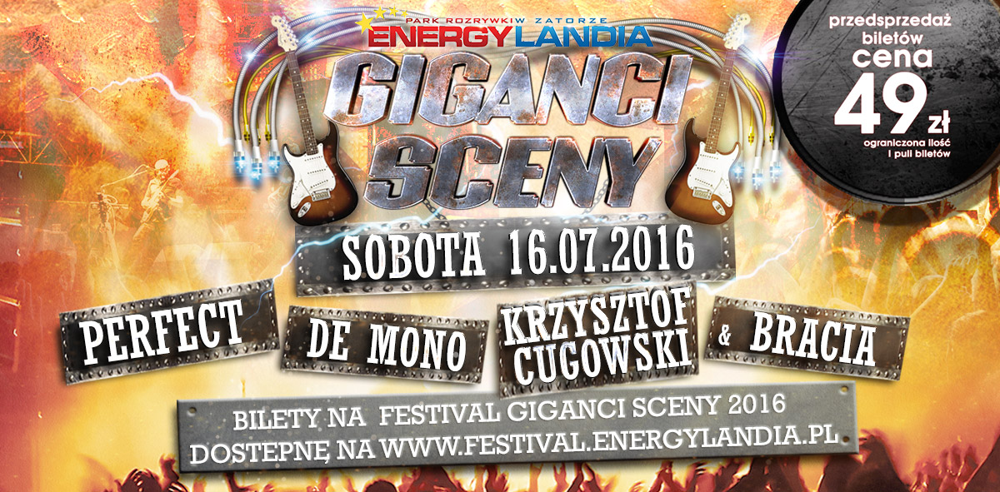 PARK ROZRYWKI W ZATORZE
ENERGYLANDIA
GIGANCI
SCENY
przedsprzedaż
biletów
cena
49 zł
ograniczona ilość
i puli biletów
SOBOTA 16.07.2016
PERFECT
DE MONO
KRZYSZTOF
CUGOWSKI
& BRACIA
BILETY NA FESTIVAL GIGANCI SCENY 2016
DOSTEPNĘ NA WWW.FESTIVAL.ENERGYLANDIA.PL